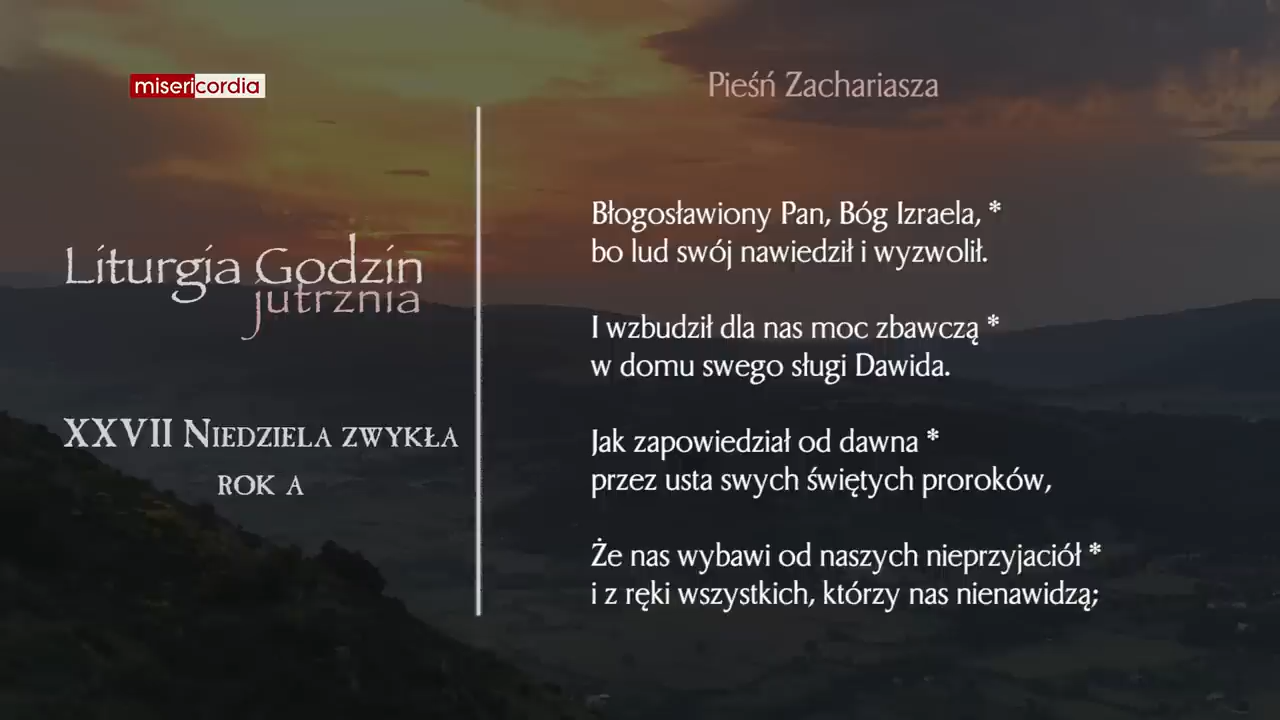 misericordia
Liturgia Godzin
jutrznia
XXVII Niedziela zwykła
rok A
Pieśń Zachariasza
Błogosławiony Pan, Bóg Izraela, *
bo lud swój nawiedził i wyzwolił.
I wzbudził dla nas moc zbawczą *
w domu swego sługi Dawida.
Jak zapowiedział od dawna *
przez usta swych świętych proroków,
Że nas wybawi od naszych nieprzyjaciół *
i z ręki wszystkich, którzy nas nienawidzą;